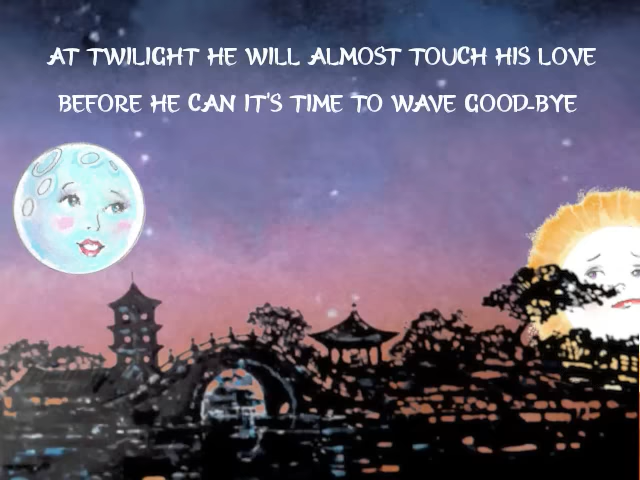 AT TWILIGHT HE WILL ALMOST TOUCH HIS LOVE
BEFORE HE CAN IT'S TIME TO WAVE GOOD-BYE